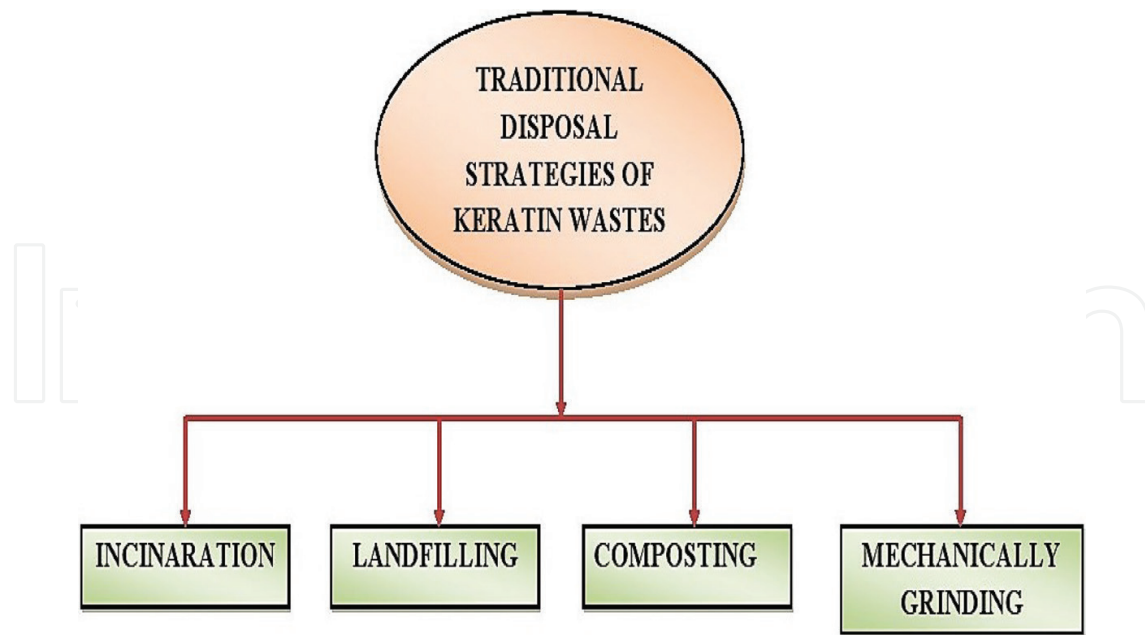 TRADITIONAL
DISPOSAL
STRATEGIES OF
KERATIN WASTES
INCINARATION
LANDFILLING
COMPOSTING
MECHANICALLY
GRINDING